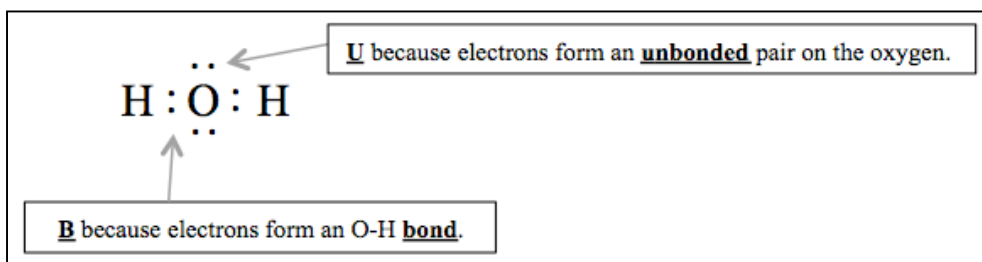 U because electrons form an unbonded pair on the oxygen.
H : O : H
B because electrons form an O-H bond.